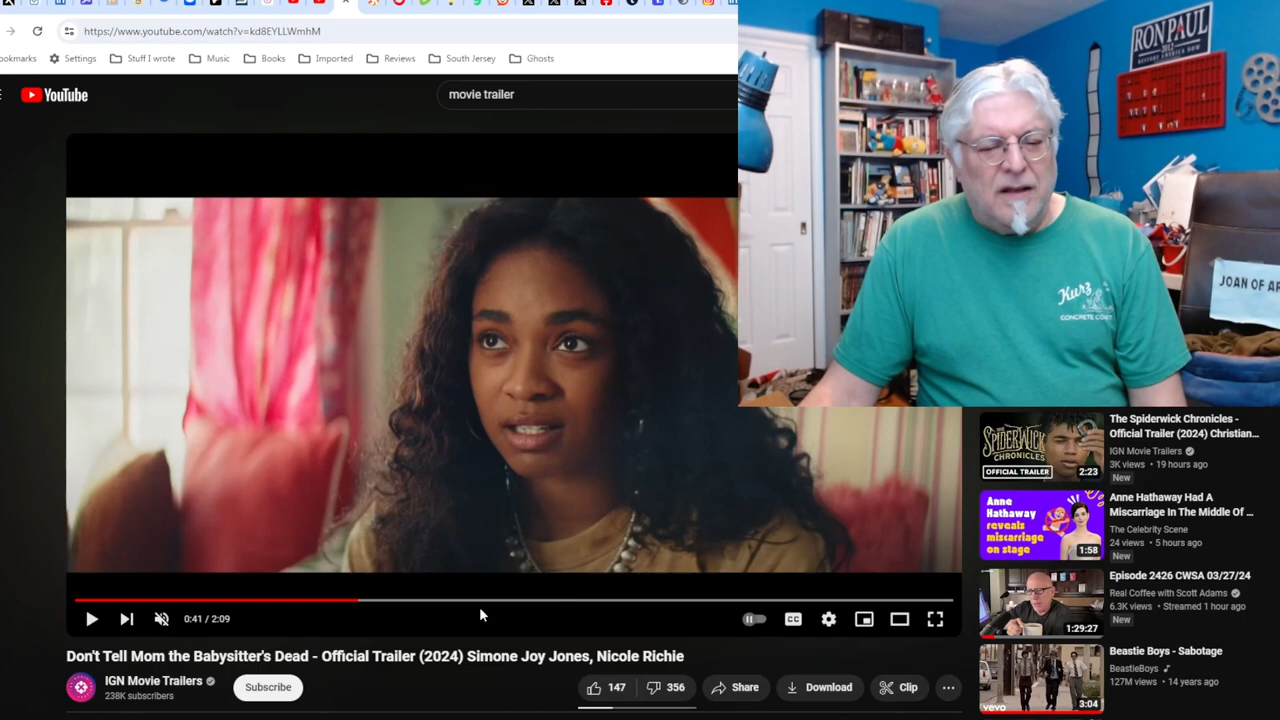 https://www.youtube.com/watch?v=kd8EYLLWmhM
ookmarks Settings Stuff I wrote Music Books Imported Reviews South Jersey Ghosts
YouTube
movie trailer
RON PAUL
2012
JOAN OF AR
Kurz
CONCRETE
0:41 / 2:09
CC
Don't Tell Mom the Babysitter's Dead - Official Trailer (2024) Simone Joy Jones, Nicole Richie
IGN Movie Trailers
238K subscribers
Subscribe
147
356
Share
Download
Clip
THE
SPIDERWICK
CHRONICLES
OFFICIAL TRAILER
2:23
The Spiderwick Chronicles -
Official Trailer (2024) Christian...
IGN Movie Trailers
3K views • 19 hours ago
New
Anne
Hathaway
reveals
miscarriage
on stage
1:58
Anne Hathaway Had A
Miscarriage In The Middle Of ...
The Celebrity Scene
24 views • 5 hours ago
New
1:29:27
Episode 2426 CWSA 03/27/24
Real Coffee with Scott Adams
6.3K views • Streamed 1 hour ago
New
vevo
3:04
Beastie Boys - Sabotage
BeastieBoys
127M views • 14 years ago